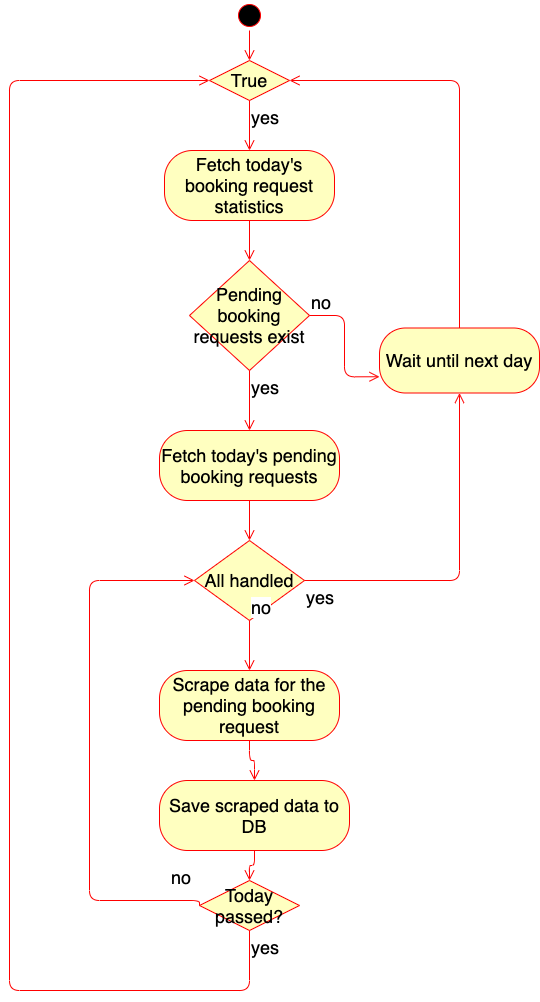 True
yes
Fetch today's
booking request
statistics
Pending
booking
requests exist
no
Wait until next day
yes
Fetch today's pending
booking requests
All handled
no
yes
Scrape data for the
pending booking
request
Save scraped data to
DB
no
Today
passed?
yes